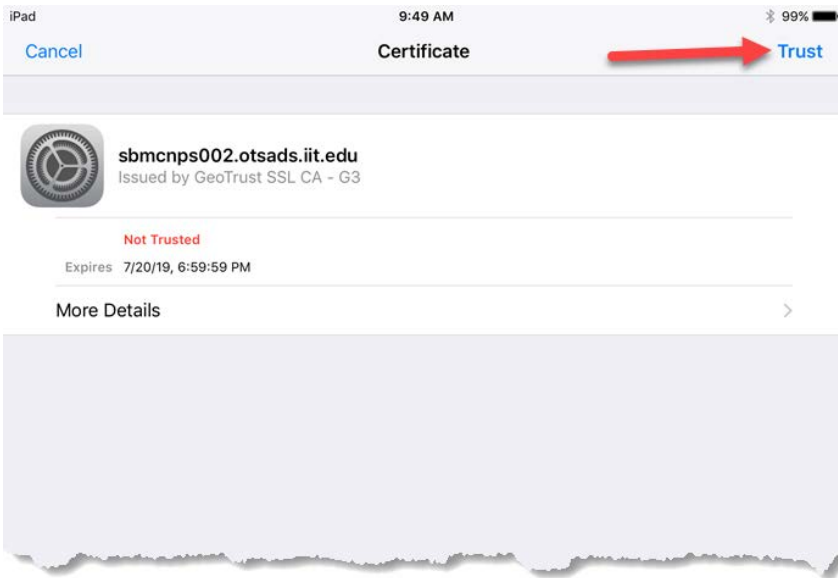 iPad 9:49 AM 99%
Cancel Certificate Trust
sbmcnps002.otsads.iit.edu
Issued by GeoTrust SSL CA - G3
Not Trusted
Expires 7/20/19, 6:59:59 PM
More Details